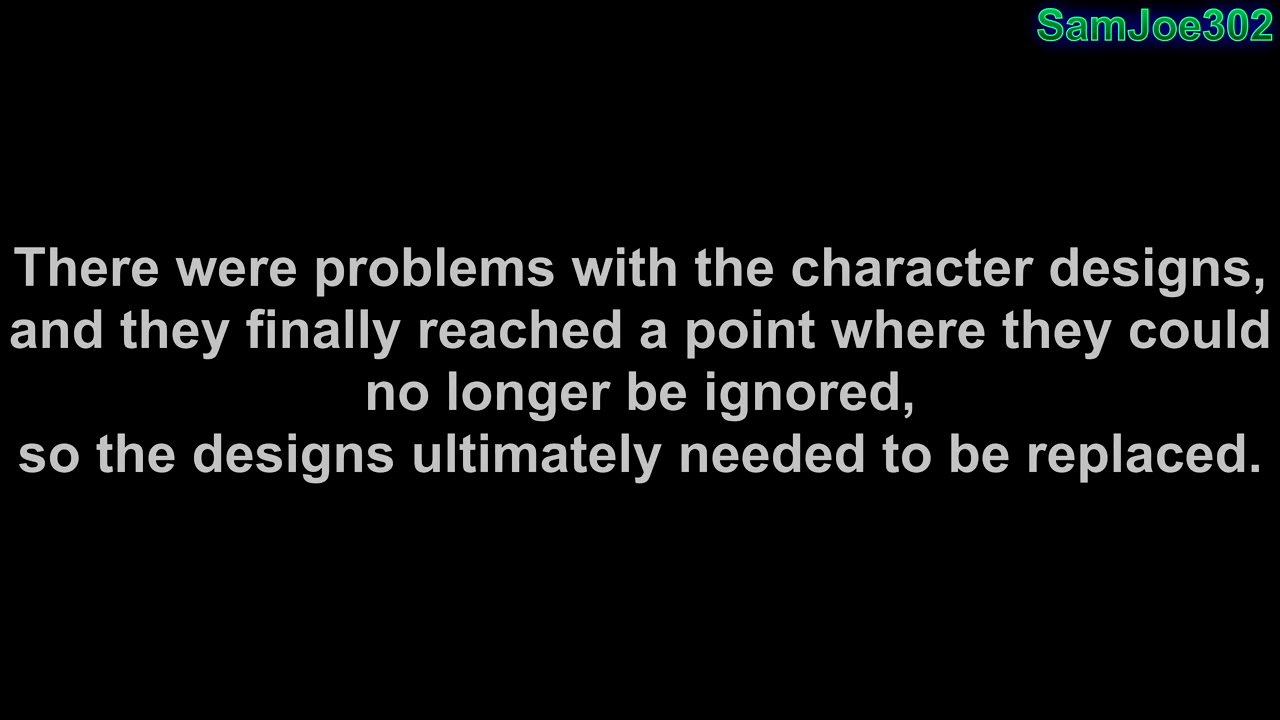 SamJoe302
There were problems with the character designs,
and they finally reached a point where they could
no longer be ignored,
so the designs ultimately needed to be replaced.